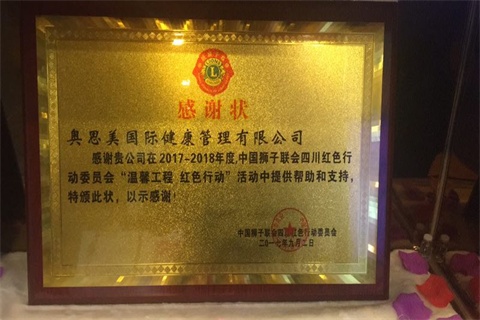 感谢状
奥思美国际健康管理有限公司
感谢贵公司在2017-2018年度,中国狮子联会四川红色行
动委员会“温馨工程 红色行动”活动中提供帮助和支持,
特颁此状,以示感谢!
中国狮子联会四川红色行动委员会
二〇一七年九月二日